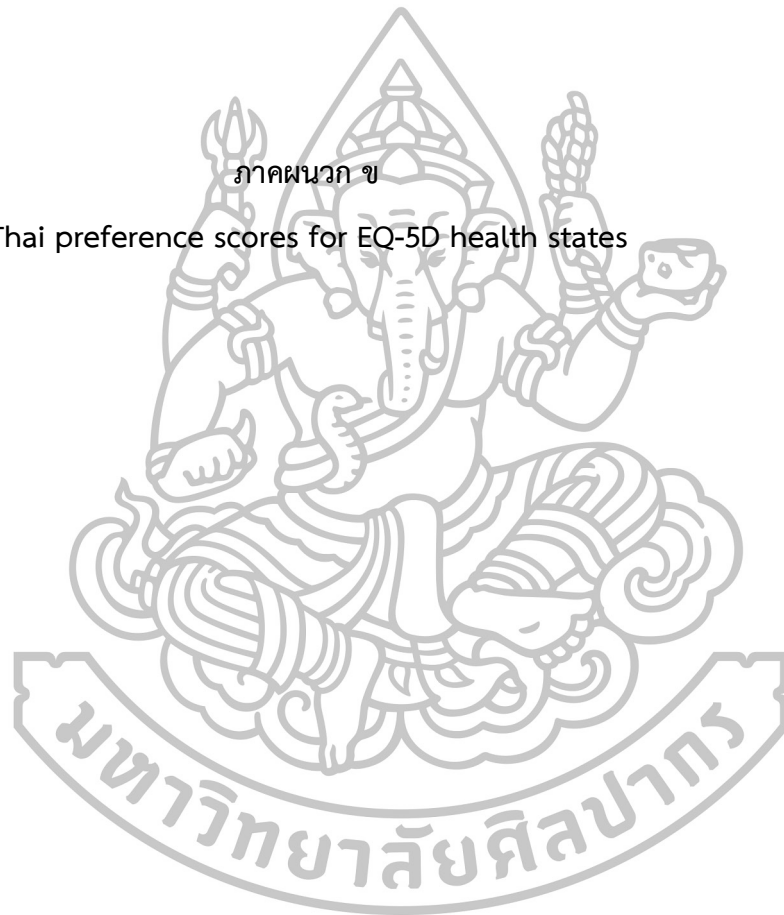 ภาคผนวก ข
Thai preference scores for EQ-5D health states
มหาวิทยาลัยศิลปากร